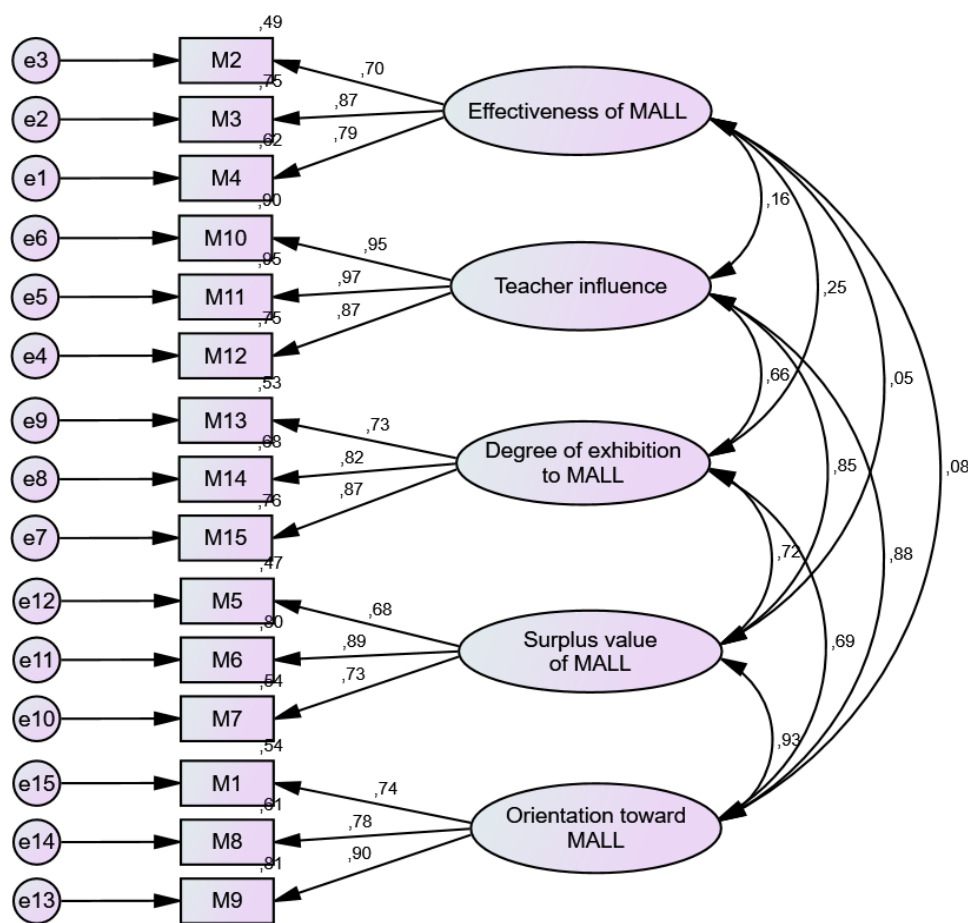 ,49
e3
M2
,70
Effectiveness of MALL
,75
e2
M3
,87
,62
e1
M4
,79
,16
,90
e6
M10
,95
Teacher influence
,25
,95
e5
M11
,97
,75
e4
M12
,87
,05
,66
,53
e9
M13
,73
Degree of exhibition
to MALL
,85
,08
,68
e8
M14
,82
,76
e7
M15
,87
,72
,88
,47
e12
M5
,68
Surplus value
of MALL
,69
,80
e11
M6
,89
,54
e10
M7
,73
,93
,54
e15
M1
,74
Orientation toward
MALL
,61
e14
M8
,78
,81
e13
M9
,90